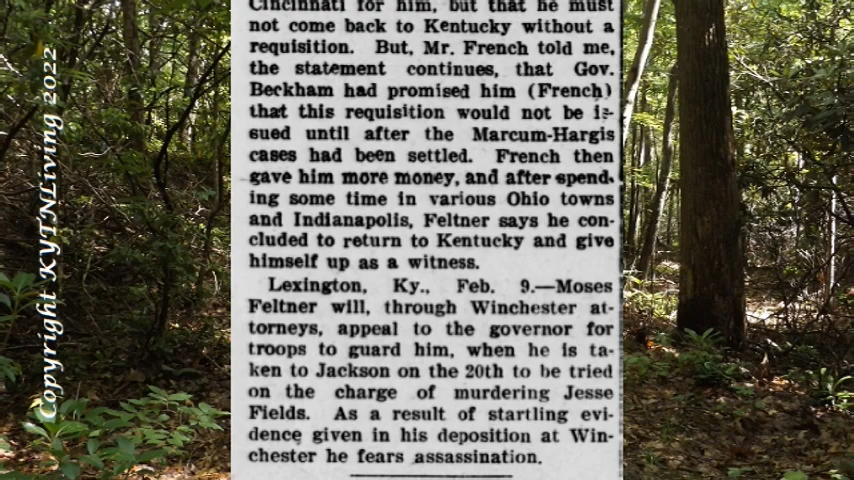 Cincinnati for him, but that he must
not come back to Kentucky without a
requisition. But, Mr. French told me,
the statement continues, that Gov.
Beckham had promised him (French)
that this requisition would not be is-
sued until after the Marcum-Hargis
cases had been settled. French then
gave him more money, and after spend-
ing some time in various Ohio towns
and Indianapolis, Feltner says he con-
cluded to return to Kentucky and give
himself up as a witness.
Lexington, Ky., Feb. 9.—Moses
Feltner will, through Winchester at-
torneys, appeal to the governor for
troops to guard him, when he is ta-
ken to Jackson on the 20th to be tried
on the charge of murdering Jesse
Fields. As a result of startling evi-
dence given in his deposition at Win-
chester he fears assassination.
Copyright KYTNLiving 2022